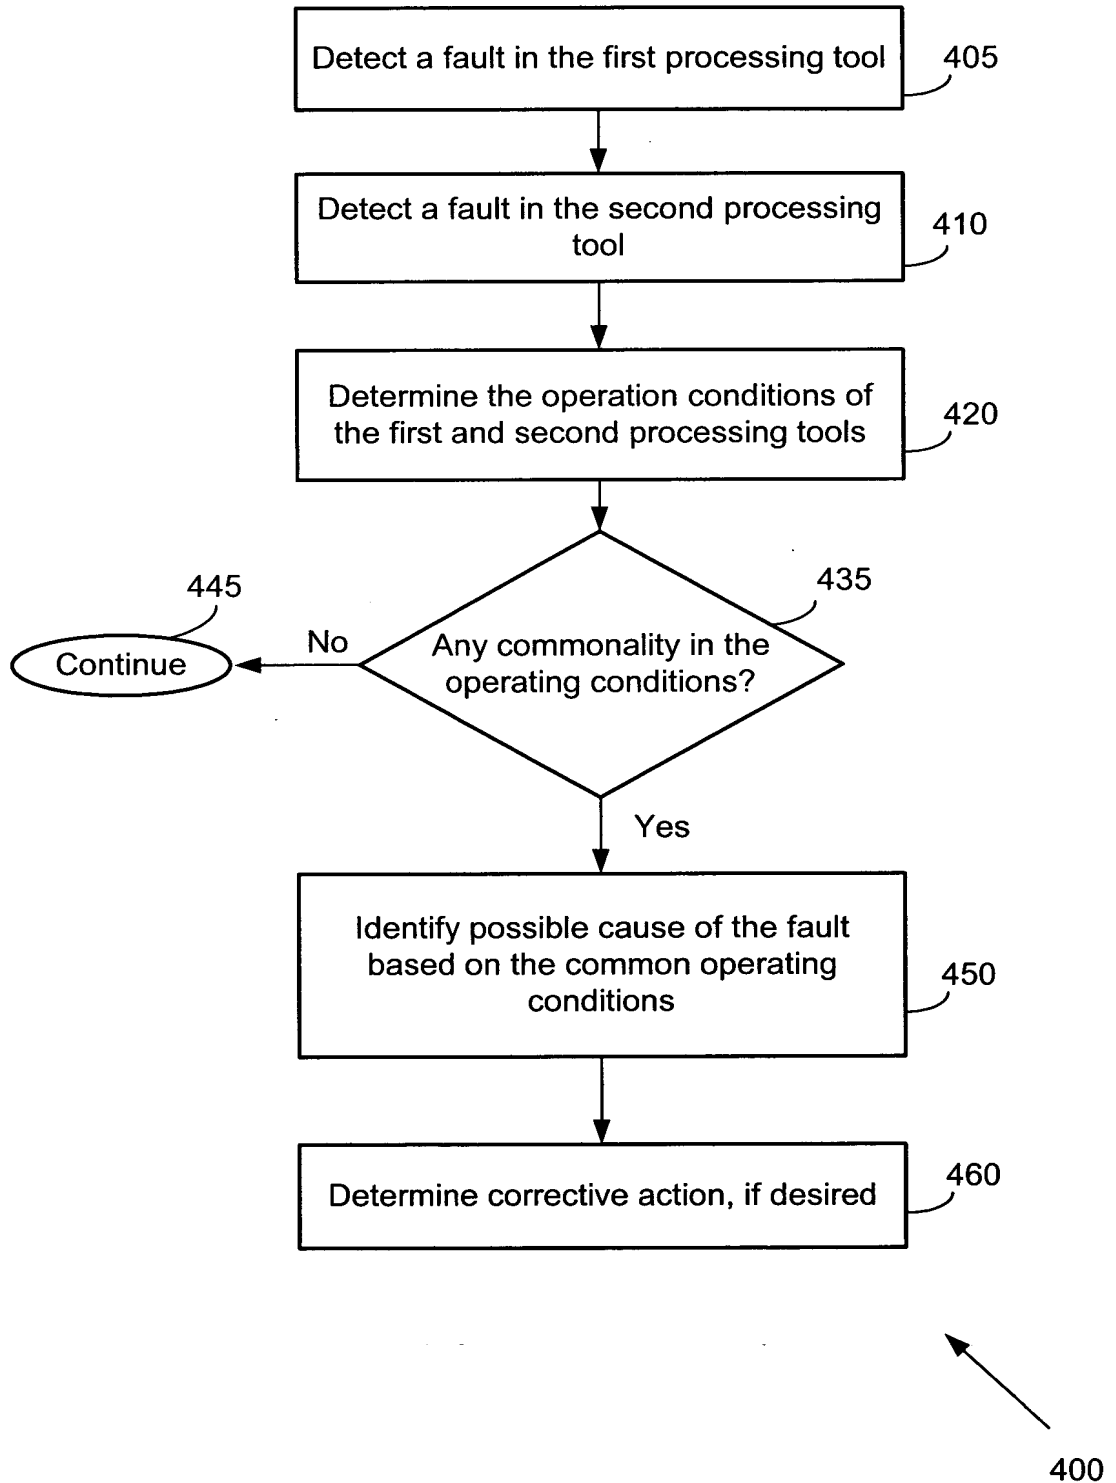 Detect a fault in the first processing tool
405
Detect a fault in the second processing
tool
410
Determine the operation conditions of
the first and second processing tools
420
435
445
Any commonality in the
operating conditions?
No
Continue
Yes
Identify possible cause of the fault
based on the common operating
conditions
450
Determine corrective action, if desired
460
400